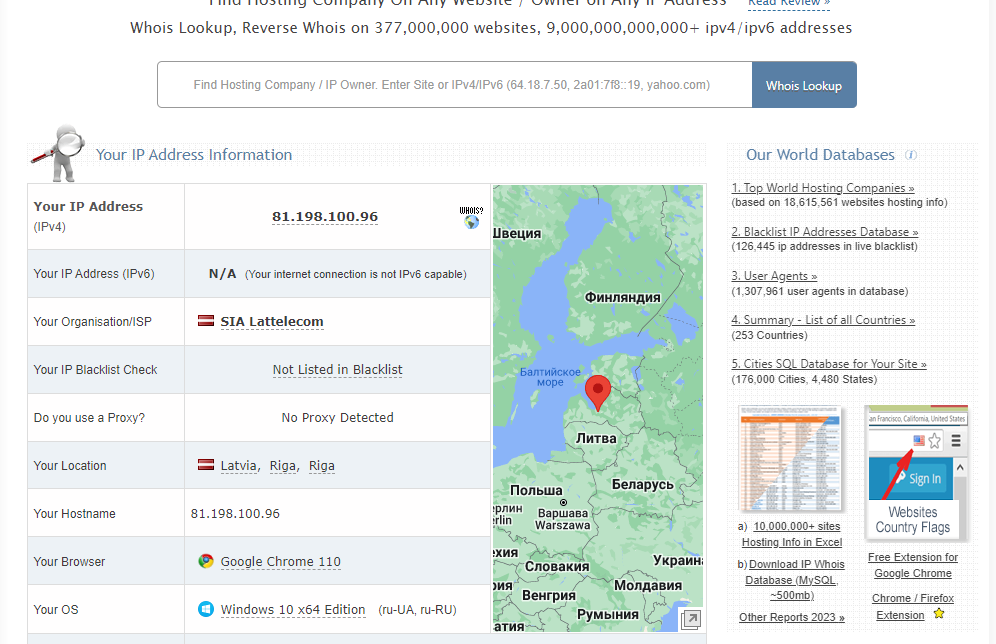 Find Hosting Company On Any Website / Owner on Any IP Address Read Review »
Whois Lookup, Reverse Whois on 377,000,000 websites, 9,000,000,000,000+ ipv4/ipv6 addresses
Find Hosting Company / IP Owner. Enter Site or IPv4/IPv6 (64.18.7.50, 2a01:7f8::19, yahoo.com)
Whois Lookup
Your IP Address Information
Your IP Address
(IPv4)
81.198.100.96
WHOIS?
Your IP Address (IPv6)
N/A (Your internet connection is not IPv6 capable)
Your Organisation/ISP
SIA Lattelecom
Your IP Blacklist Check
Not Listed in Blacklist
Do you use a Proxy?
No Proxy Detected
Your Location
Latvia, Riga, Riga
Your Hostname
81.198.100.96
Your Browser
Google Chrome 110
Your OS
Windows 10 x64 Edition (ru-UA, ru-RU)
Швеция
Финляндия
Балтийское
море
Литва
Беларусь
Польша
ерлин
rlin
Варшава
Warszawa
ехия
Словакия
Украина
рия
Молдавия
Венгрия
Румыния
атия
Our World Databases
1. Top World Hosting Companies »
(based on 18,615,561 websites hosting info)
2. Blacklist IP Addresses Database »
(126,445 ip addresses in live blacklist)
3. User Agents »
(1,307,961 user agents in database)
4. Summary - List of all Countries »
(253 Countries)
5. Cities SQL Database for Your Site »
(176,000 Cities, 4,480 States)
an Francisco, California, United States
Sign In
Websites
Country Flags
a) 10,000,000+ sites
Hosting Info in Excel
b) Download IP Whois
Database (MySQL,
~500mb)
Other Reports 2023 »
Free Extension for
Google Chrome
Chrome / Firefox
Extension